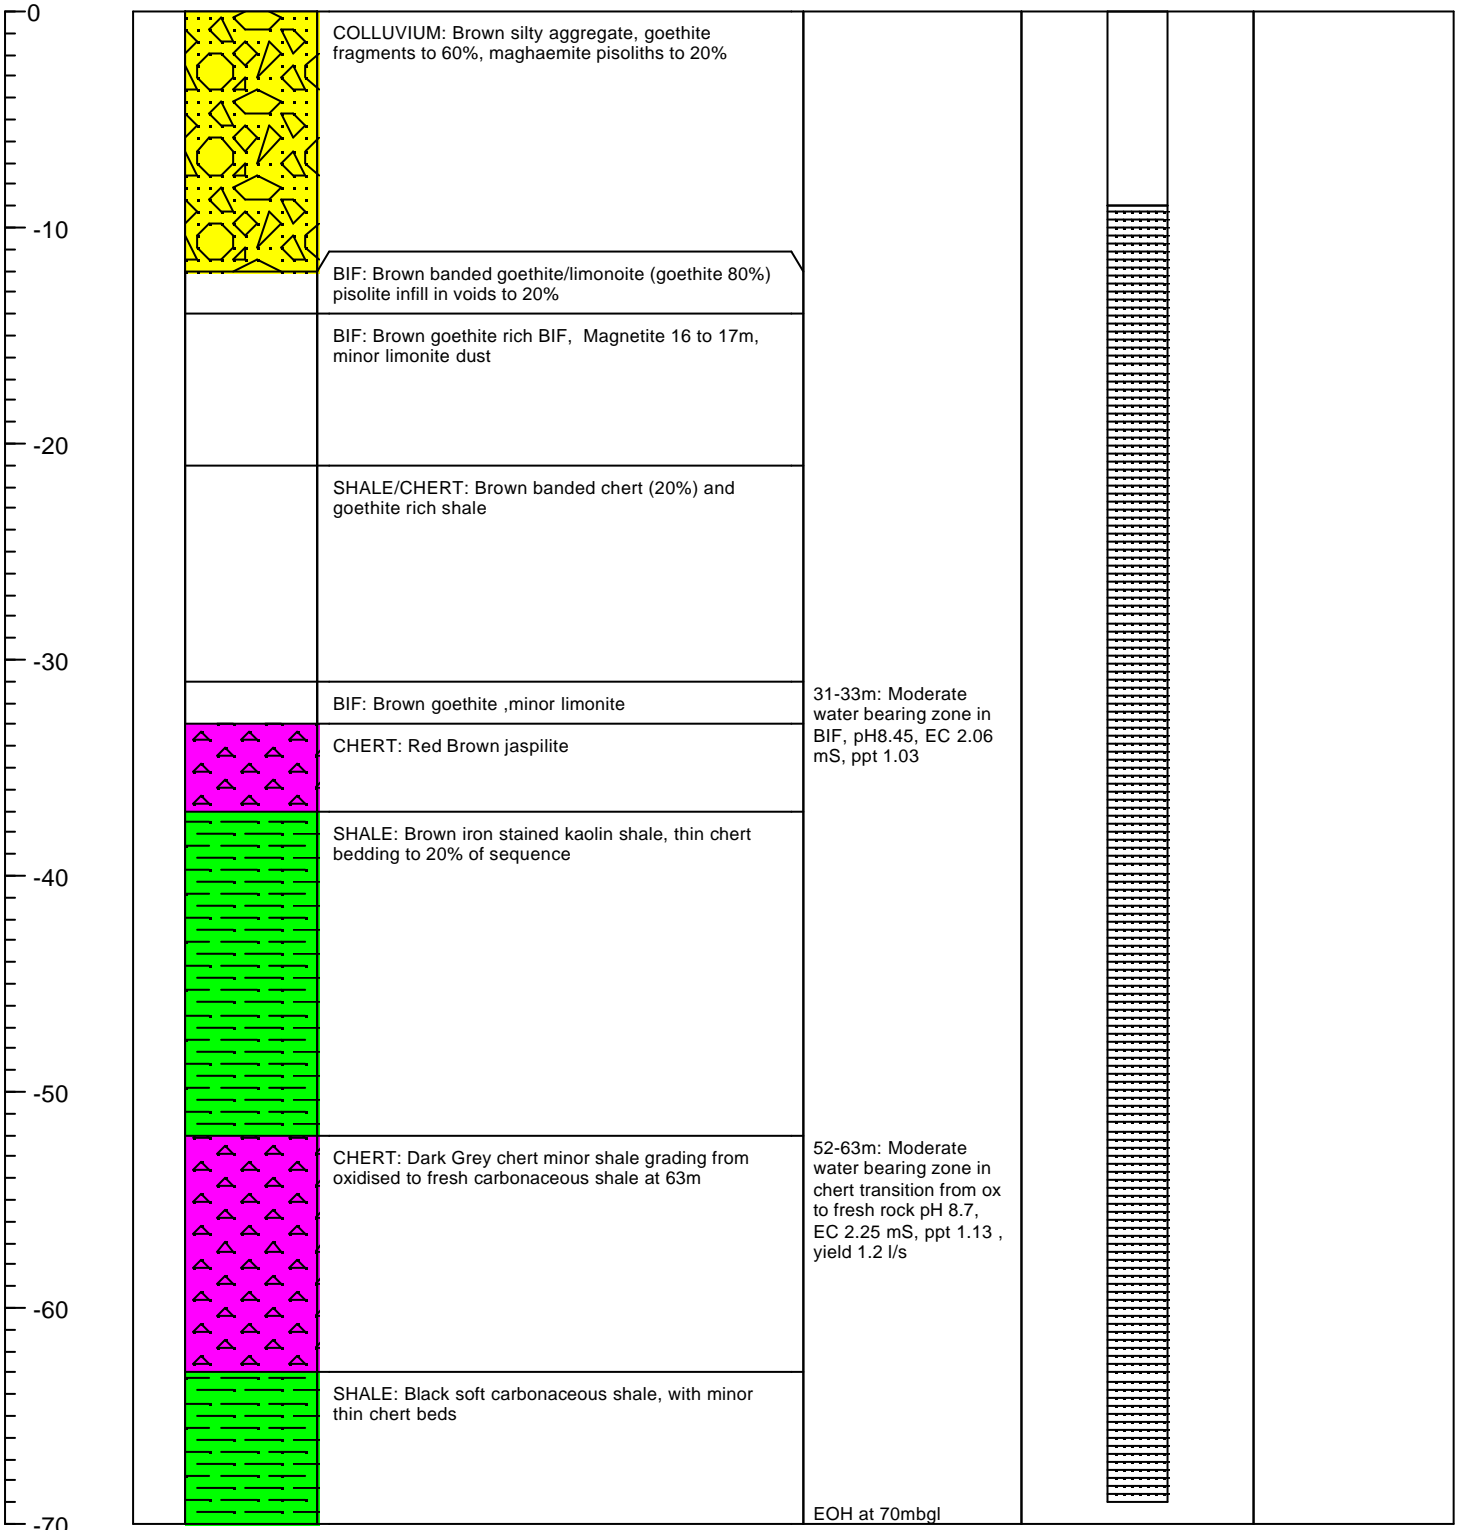 0
COLLUVIUM: Brown silty aggregate, goethite
fragments to 60%, maghaemite pisoliths to 20%
-10
BIF: Brown banded goethite/limonoite (goethite 80%)
pisolite infill in voids to 20%
BIF: Brown goethite rich BIF, Magnetite 16 to 17m,
minor limonite dust
-20
SHALE/CHERT: Brown banded chert (20%) and
goethite rich shale
-30
BIF: Brown goethite ,minor limonite
31-33m: Moderate
water bearing zone in
BIF, pH8.45, EC 2.06
mS, ppt 1.03
CHERT: Red Brown jaspilite
SHALE: Brown iron stained kaolin shale, thin chert
bedding to 20% of sequence
-40
-50
CHERT: Dark Grey chert minor shale grading from
oxidised to fresh carbonaceous shale at 63m
52-63m: Moderate
water bearing zone in
chert transition from ox
to fresh rock pH 8.7,
EC 2.25 mS, ppt 1.13 ,
yield 1.2 l/s
-60
SHALE: Black soft carbonaceous shale, with minor
thin chert beds
EOH at 70mbgl
-70